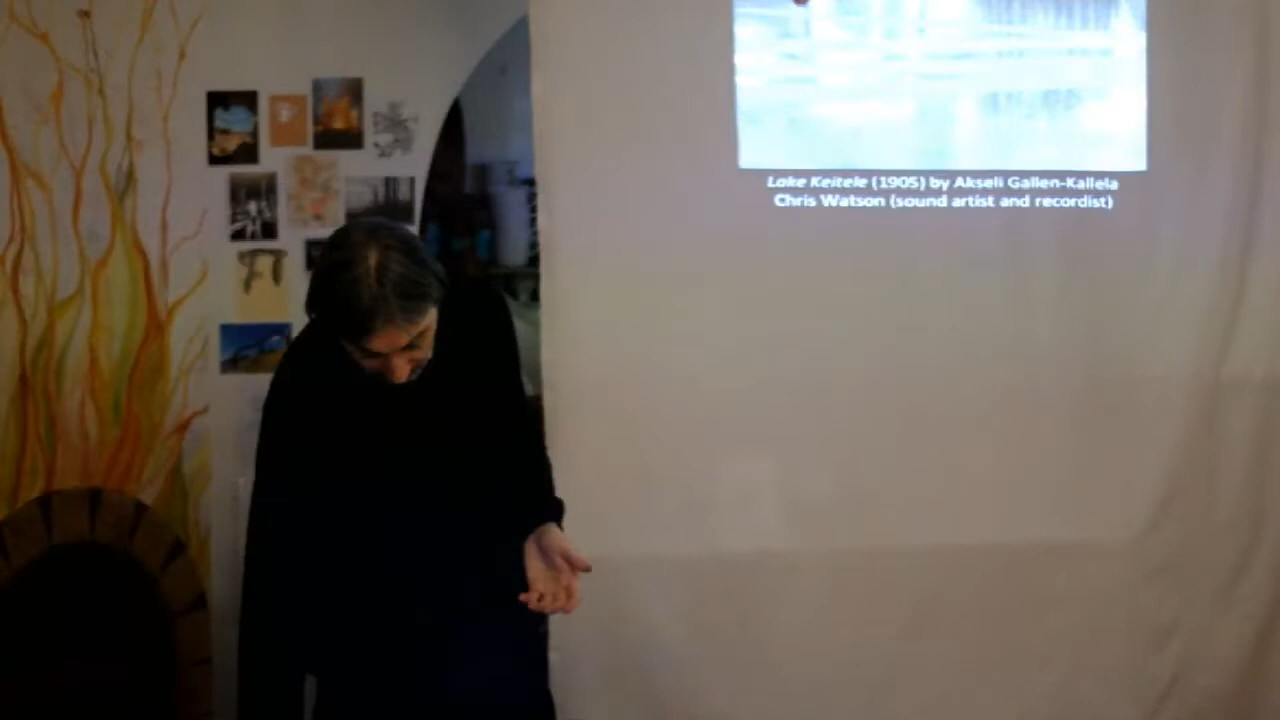 Lake Keitele (1905) by Akseli Gallen-Kallela
Chris Watson (sound artist and recordist)